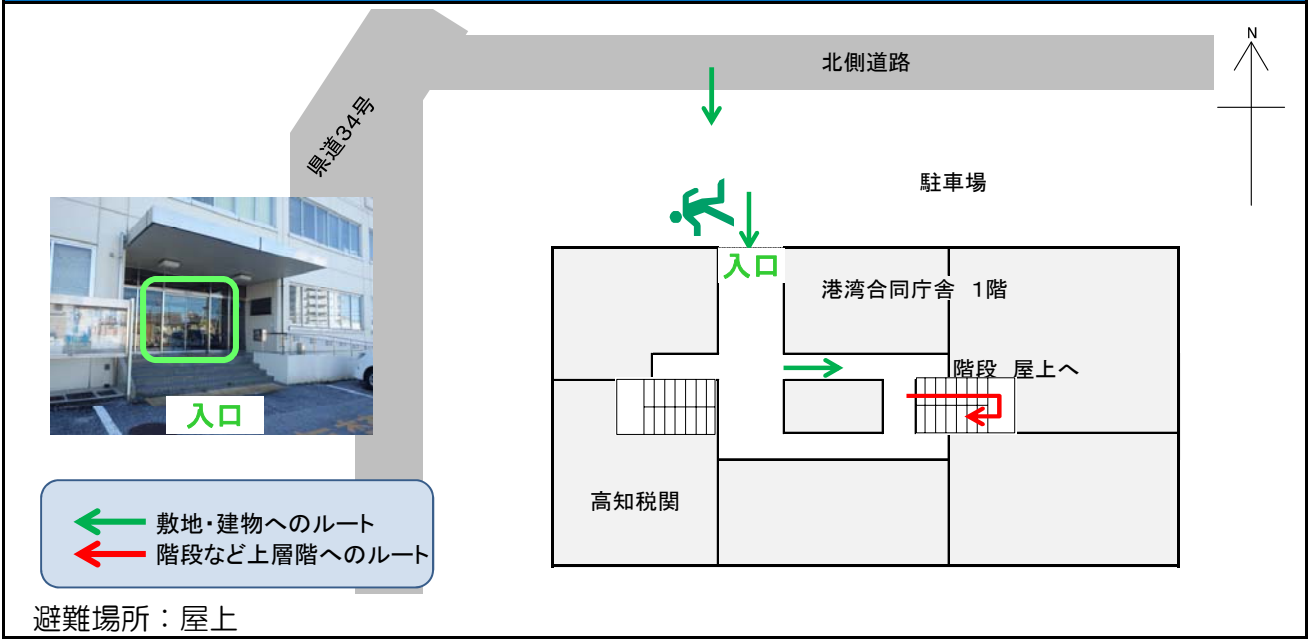 北側道路
N
県道34号
駐車場
入口
港湾合同庁舎 1階
階段 屋上へ
入口
高知税関
敷地・建物へのルート
階段など上層階へのルート
避難場所：屋上